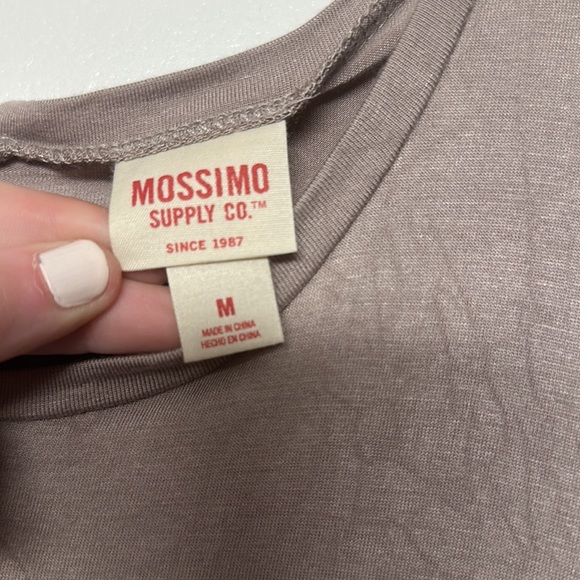 MOSSIMO
SUPPLY CO.™
SINCE 1987
M
MADE IN CHINA
HECHO EN CHINA